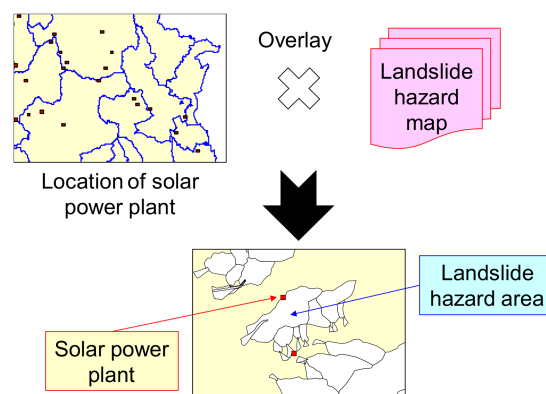 Overlay
Landslide
hazard
map
Location of solar
power plant
Landslide
hazard area
Solar power
plant